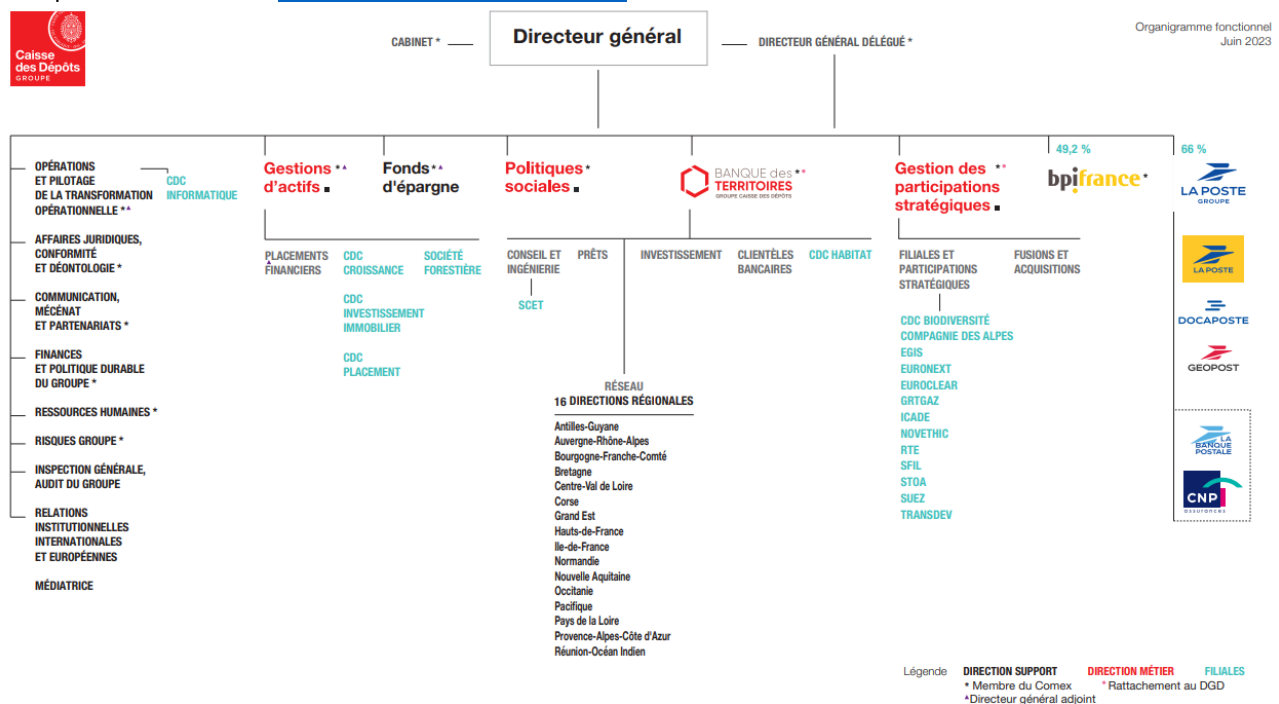 Caisse
des Dépôts
GROUPE
CABINET *
Directeur général
DIRECTEUR GÉNÉRAL DÉLÉGUÉ *
Organigramme fonctionnel
Juin 2023
OPÉRATIONS
ET PILOTAGE
DE LA TRANSFORMATION
OPÉRATIONNELLE *▲
CDC
INFORMATIQUE
AFFAIRES JURIDIQUES,
CONFORMITÉ
ET DÉONTOLOGIE *
COMMUNICATION,
MÉCÉNAT
ET PARTENARIATS *
FINANCES
ET POLITIQUE DURABLE
DU GROUPE *
RESSOURCES HUMAINES *
RISQUES GROUPE *
INSPECTION GÉNÉRALE,
AUDIT DU GROUPE
RELATIONS
INSTITUTIONNELLES
INTERNATIONALES
ET EUROPÉENNES
MÉDIATRICE
Gestions *▲
d'actifs ■
Fonds *▲
d'épargne
PLACEMENTS
▲
FINANCIERS
CDC
CROISSANCE
CDC
INVESTISSEMENT
IMMOBILIER
CDC
PLACEMENT
SOCIÉTÉ
FORESTIÈRE
Politiques *
sociales ■
BANQUE des **
TERRITOIRES
GROUPE CAISSE DES DÉPÔTS
CONSEIL ET
INGÉNIERIE
SCET
PRÊTS
INVESTISSEMENT
CLIENTÈLES
BANCAIRES
CDC HABITAT
RÉSEAU
16 DIRECTIONS RÉGIONALES
Antilles-Guyane
Auvergne-Rhône-Alpes
Bourgogne-Franche-Comté
Bretagne
Centre-Val de Loire
Corse
Grand Est
Hauts-de-France
Ile-de-France
Normandie
Nouvelle Aquitaine
Occitanie
Pacifique
Pays de la Loire
Provence-Alpes-Côte d'Azur
Réunion-Océan Indien
Gestion des **
participations
stratégiques ■
FILIALES ET
PARTICIPATIONS
STRATÉGIQUES
CDC BIODIVERSITÉ
COMPAGNIE DES ALPES
EGIS
EURONEXT
EUROCLEAR
GRTGAZ
ICADE
NOVETHIC
RTE
SFIL
STOA
SUEZ
TRANSDEV
FUSIONS ET
ACQUISITIONS
49,2 %
bpifrance *
66 %
LA POSTE
GROUPE
LA POSTE
DOCAPOSTE
GEOPOST
LA
BANQUE
POSTALE
CNP
assurances
Légende
DIRECTION SUPPORT
DIRECTION MÉTIER
FILIALES
* Membre du Comex
* Rattachement au DGD
▲Directeur général adjoint